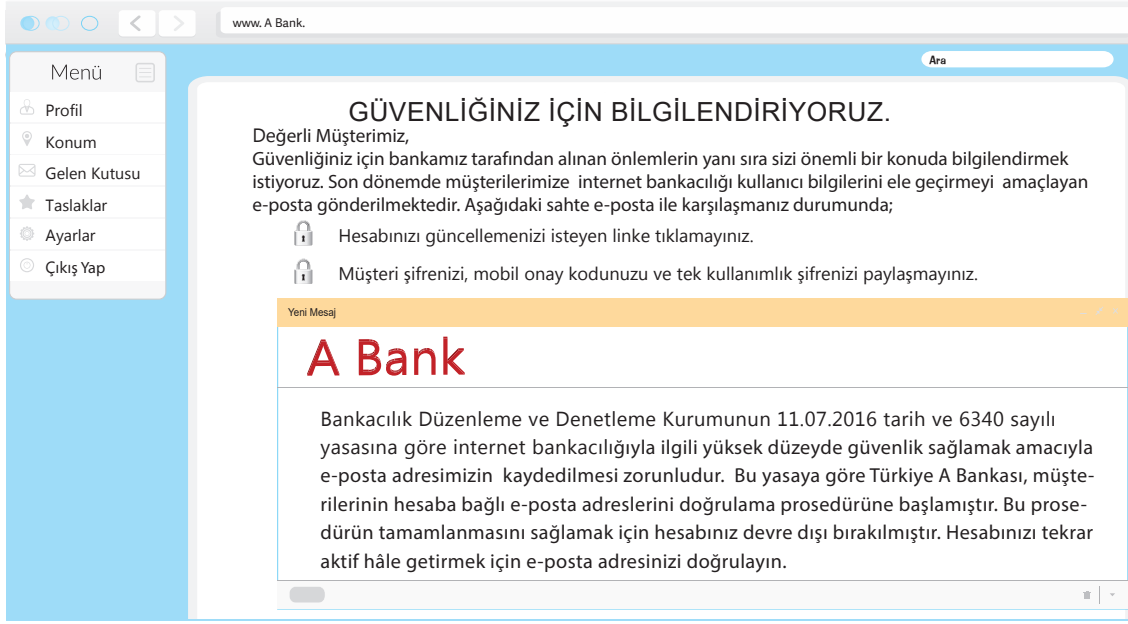 www. A Bank.
Ara
Menü
Profil
Konum
Gelen Kutusu
Taslaklar
Ayarlar
Çıkış Yap
GÜVENLİĞİNİZ İÇİN BİLGİLENDİRİYORUZ.
Değerli Müşterimiz,
Güvenliğiniz için bankamız tarafından alınan önlemlerin yanı sıra sizi önemli bir konuda bilgilendirmek
istiyoruz. Son dönemde müşterilerimize internet bankacılığı kullanıcı bilgilerini ele geçirmeyi amaçlayan
e-posta gönderilmektedir. Aşağıdaki sahte e-posta ile karşılaşmanız durumunda;
Hesabınızı güncellemenizi isteyen linke tıklamayınız.
Müşteri şifrenizi, mobil onay kodunuzu ve tek kullanımlık şifrenizi paylaşmayınız.
Yeni Mesaj
A Bank
Bankacılık Düzenleme ve Denetleme Kurumunun 11.07.2016 tarih ve 6340 sayılı
yasasına göre internet bankacılığıyla ilgili yüksek düzeyde güvenlik sağlamak amacıyla
e-posta adresimizin kaydedilmesi zorunludur. Bu yasaya göre Türkiye A Bankası, müşte-
rilerinin hesaba bağlı e-posta adreslerini doğrulama prosedürüne başlamıştır. Bu prose-
dürün tamamlanmasını sağlamak için hesabınız devre dışı bırakılmıştır. Hesabınızı tekrar
aktif hâle getirmek için e-posta adresinizi doğrulayın.